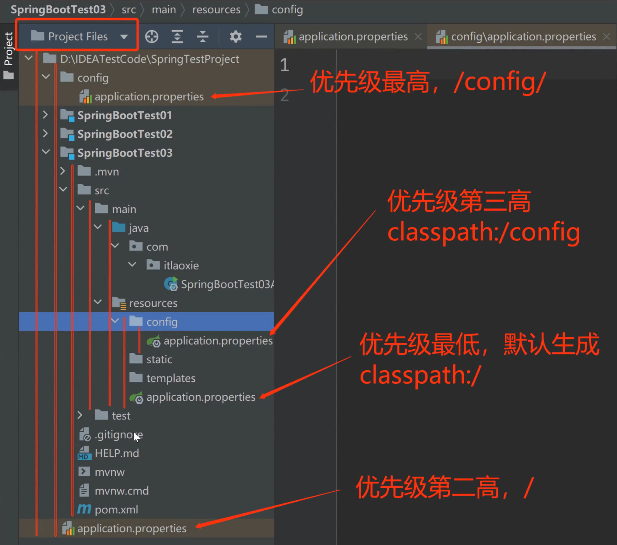 SpringBootTest03 〉 src 〉 main 〉 resources 〉 config
Project
Project Files
application.properties
config\application.properties
D:\IDEATestCode\SpringTestProject
config
application.properties
优先级最高，/config/
1
2
SpringBootTest01
SpringBootTest02
SpringBootTest03
.mvn
src
main
java
com
itlaoxie
SpringBootTest03A
优先级第三高
classpath:/config
resources
config
application.properties
static
templates
application.properties
优先级最低，默认生成
classpath:/
test
.gitignore
HELP.md
mvnw
mvnw.cmd
pom.xml
application.properties
优先级第二高，/